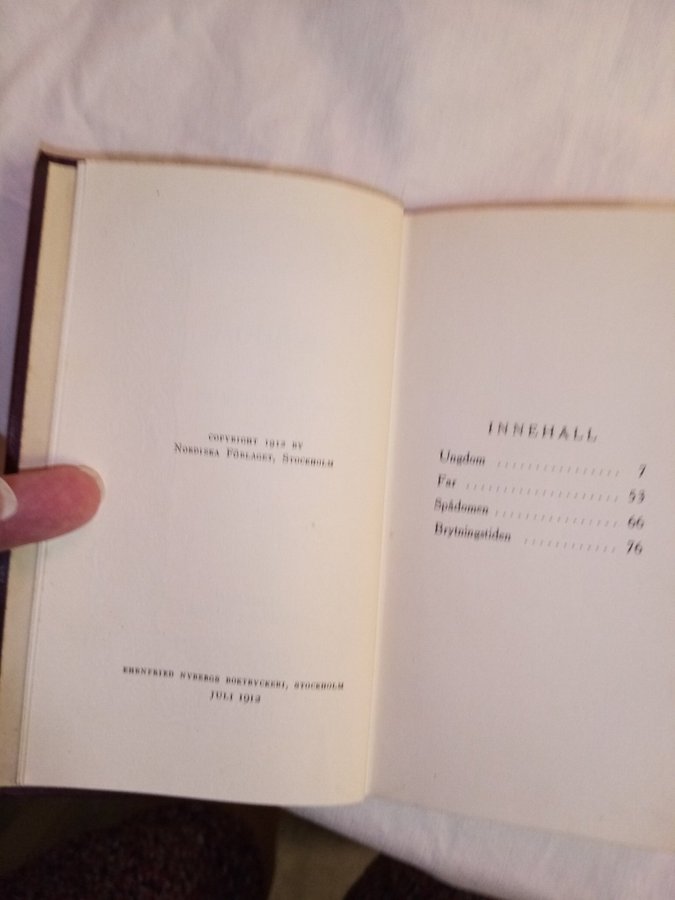 COPYRIGHT 1912 BY
NORDISKA FÖRLAGET, STOCKHOLM
EHRNFRIED NYBERGS BOKTRYCKERI, STOCKHOLM
JULI 1912
INNEHALL
Ungdom ................ 7
Far ................... 53
Spådomen ................ 66
Brytningstiden ............ 76